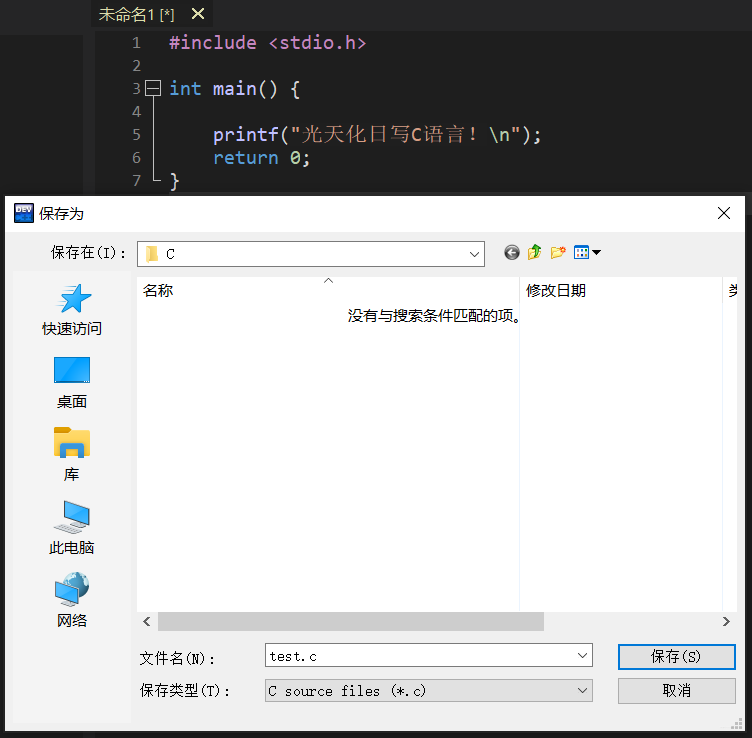 未命名1 [*]
1 #include <stdio.h>
2
3 int main() {
4
5 printf("光天化日写C语言！\n");
6 return 0;
7 }
DEV
保存为
保存在(I)：
C
名称
修改日期
类
没有与搜索条件匹配的项。
快速访问
桌面
库
此电脑
网络
文件名(N)：
test.c
保存(S)
保存类型(T)：
C source files (*.c)
取消